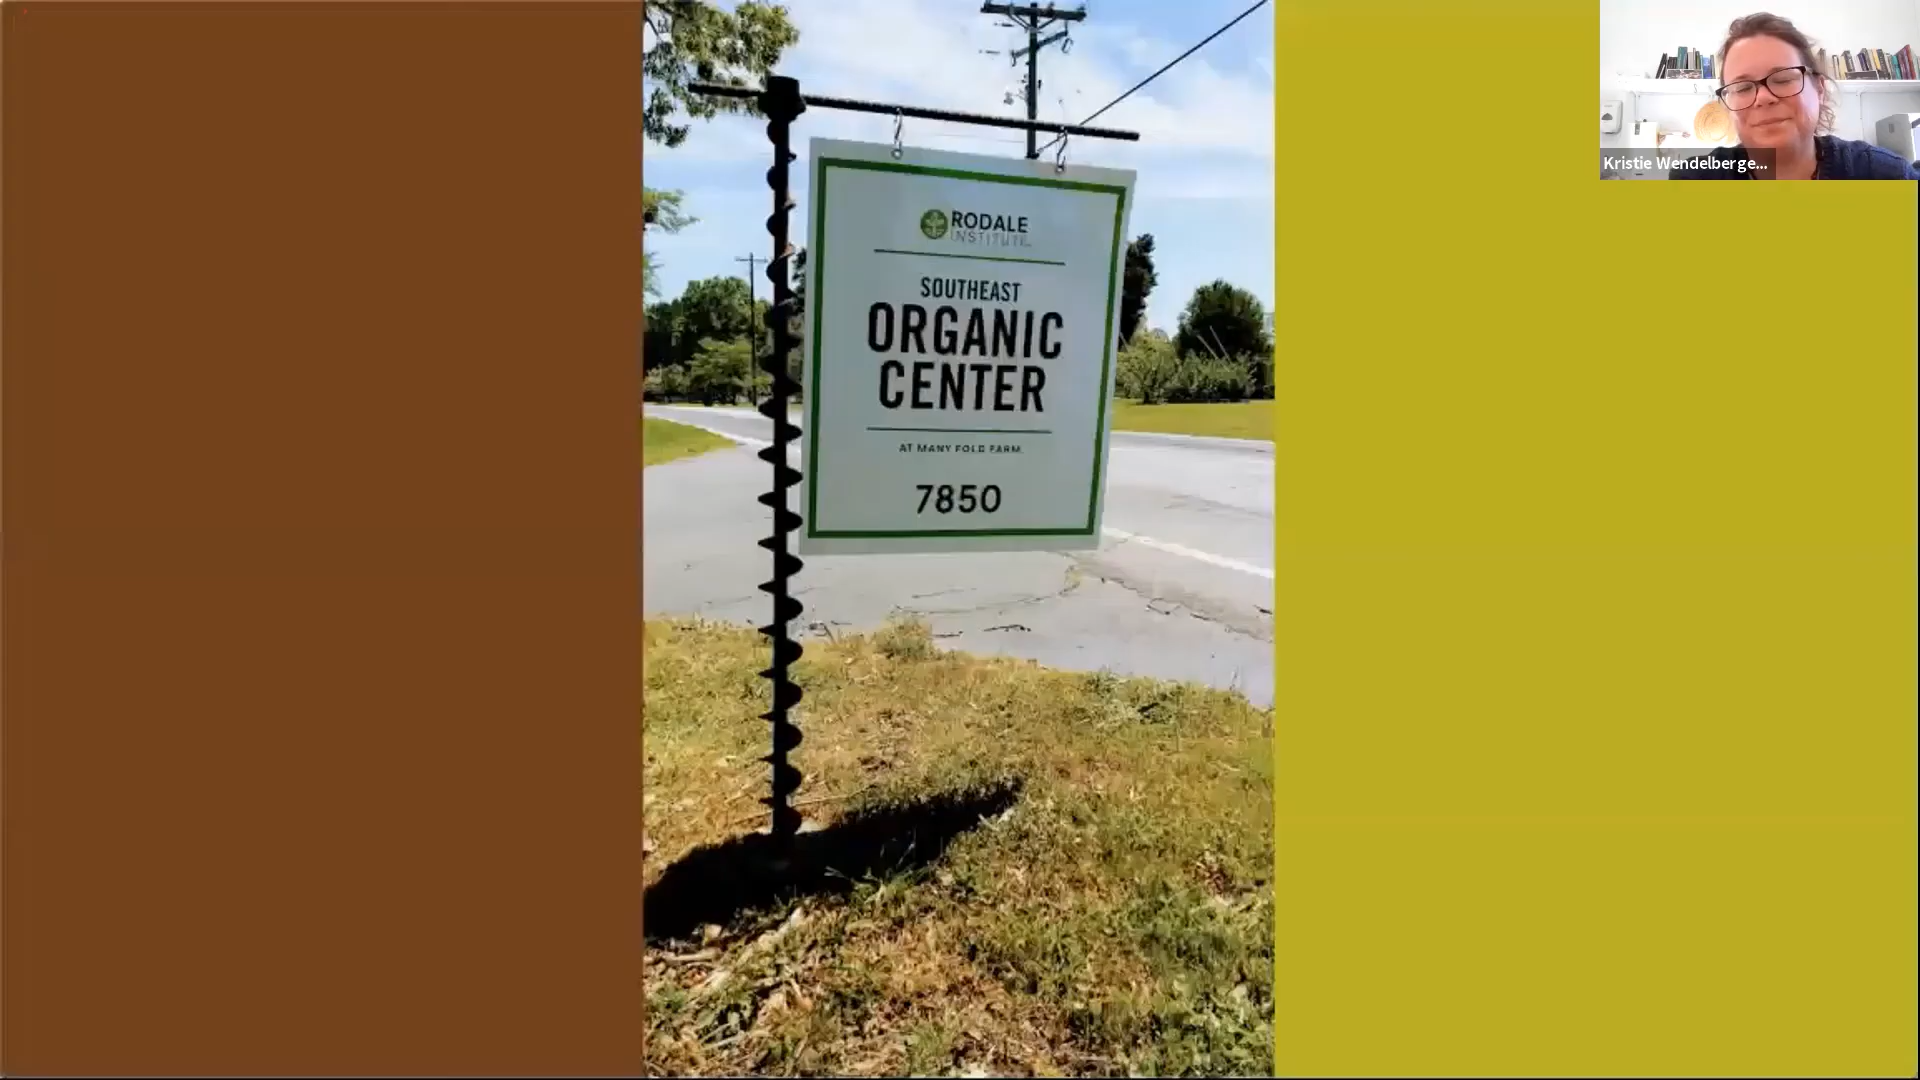 RODALE
INSTITUTE
SOUTHEAST
ORGANIC
CENTER
AT MANY FOLD FARM
7850
Kristie Wendelberge...